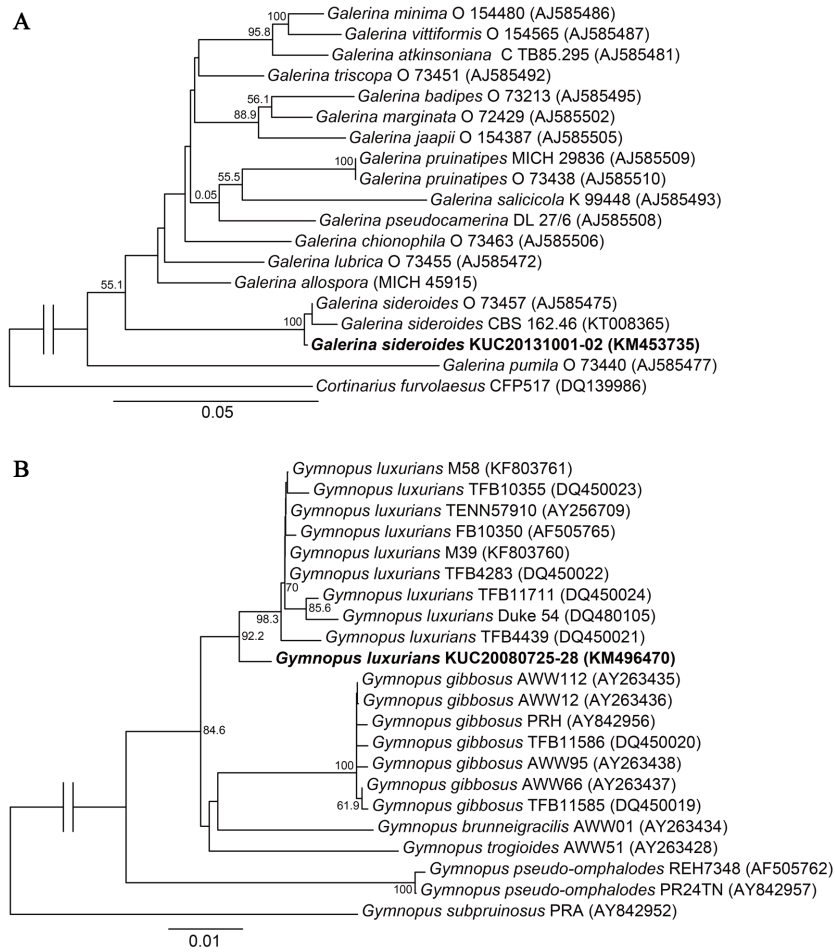 A
Galerina minima O 154480 (AJ585486)
100
Galerina vittiformis O 154565 (AJ585487)
95.8
Galerina atkinsoniana C TB85.295 (AJ585481)
Galerina triscopa O 73451 (AJ585492)
Galerina badipes O 73213 (AJ585495)
56.1
Galerina marginata O 72429 (AJ585502)
88.9
Galerina jaapii O 154387 (AJ585505)
Galerina pruinatipes MICH 29836 (AJ585509)
100
Galerina pruinatipes O 73438 (AJ585510)
55.5
Galerina salicicola K 99448 (AJ585493)
0.05
Galerina pseudocamerina DL 27/6 (AJ585508)
Galerina chionophila O 73463 (AJ585506)
Galerina lubrica O 73455 (AJ585472)
Galerina allospora (MICH 45915)
55.1
Galerina sideroides O 73457 (AJ585475)
100
Galerina sideroides CBS 162.46 (KT008365)
Galerina sideroides KUC20131001-02 (KM453735)
Galerina pumila O 73440 (AJ585477)
Cortinarius furvolaesus CFP517 (DQ139986)
0.05
B
Gymnopus luxurians M58 (KF803761)
Gymnopus luxurians TFB10355 (DQ450023)
Gymnopus luxurians TENN57910 (AY256709)
Gymnopus luxurians FB10350 (AF505765)
Gymnopus luxurians M39 (KF803760)
Gymnopus luxurians TFB4283 (DQ450022)
70
Gymnopus luxurians TFB11711 (DQ450024)
85.6
Gymnopus luxurians Duke 54 (DQ480105)
98.3
Gymnopus luxurians TFB4439 (DQ450021)
92.2
Gymnopus luxurians KUC20080725-28 (KM496470)
Gymnopus gibbosus AWW112 (AY263435)
Gymnopus gibbosus AWW12 (AY263436)
Gymnopus gibbosus PRH (AY842956)
84.6
Gymnopus gibbosus TFB11586 (DQ450020)
Gymnopus gibbosus AWW95 (AY263438)
100
Gymnopus gibbosus AWW66 (AY263437)
Gymnopus gibbosus TFB11585 (DQ450019)
61.9
Gymnopus brunneigracilis AWW01 (AY263434)
Gymnopus trogioides AWW51 (AY263428)
Gymnopus pseudo-omphalodes REH7348 (AF505762)
100
Gymnopus pseudo-omphalodes PR24TN (AY842957)
Gymnopus subpruinosus PRA (AY842952)
0.01